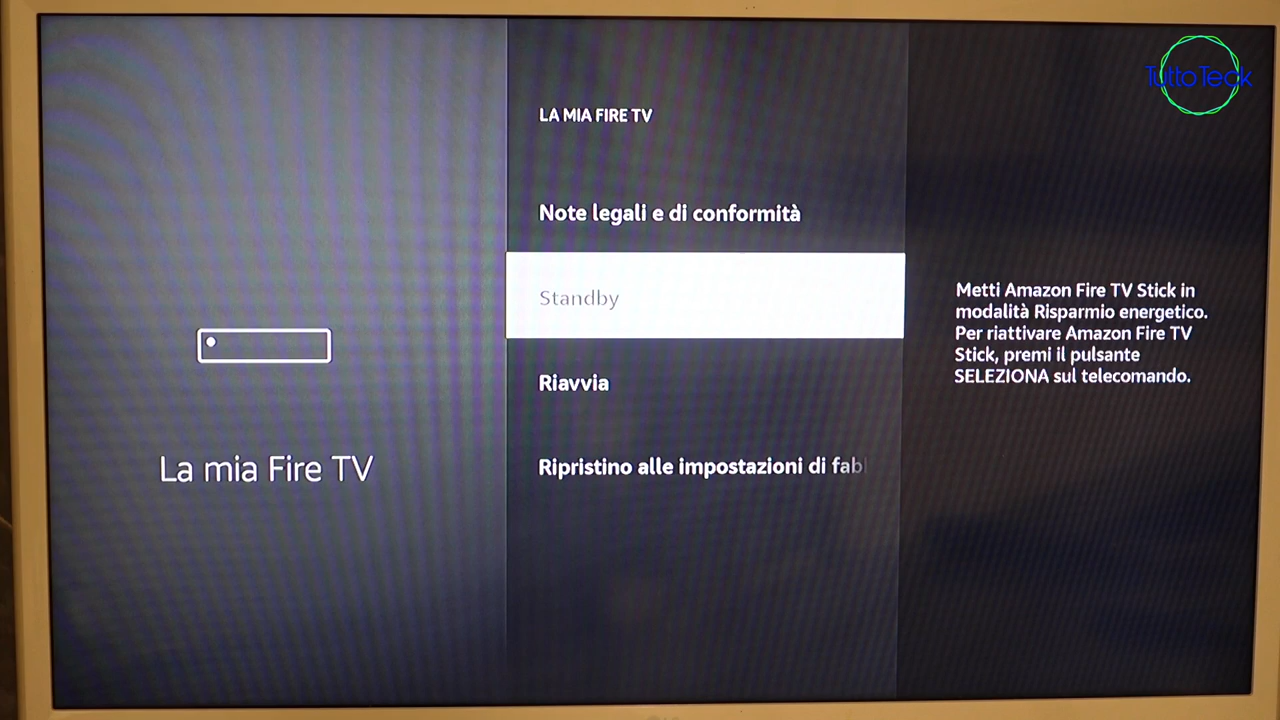 TuttoTeck
LA MIA FIRE TV
Note legali e di conformità
Standby
Riavvia
Ripristino alle impostazioni di fab
La mia Fire TV
Metti Amazon Fire TV Stick in
modalità Risparmio energetico.
Per riattivare Amazon Fire TV
Stick, premi il pulsante
SELEZIONA sul telecomando.